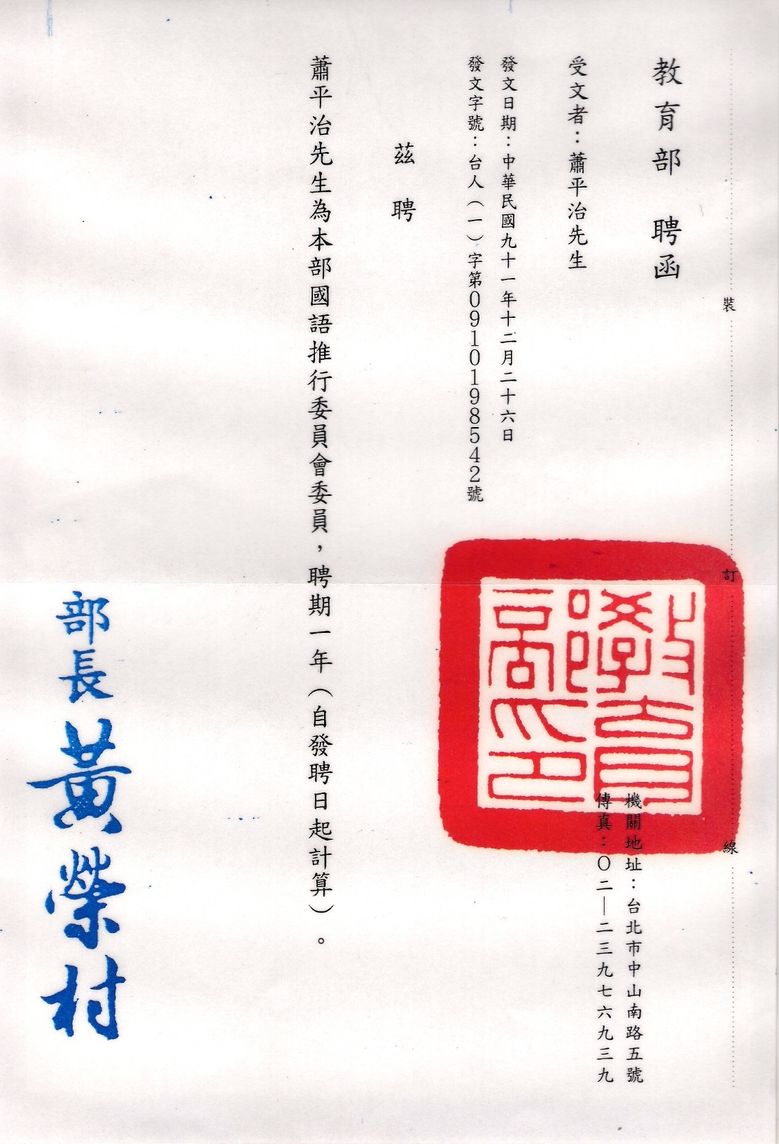 裝 訂 線
教育部 聘函
機關地址：台北市中山南路五號
傳真：〇二—二三九七六九三九
受文者：蕭平治先生
發文日期：中華民國九十一年十二月二十六日
發文字號：台人（一）字第0910198542號
茲 聘
蕭平治先生為本部國語推行委員會委員，聘期一年（自發聘日起計算）。
部長 黃榮村
教育部印